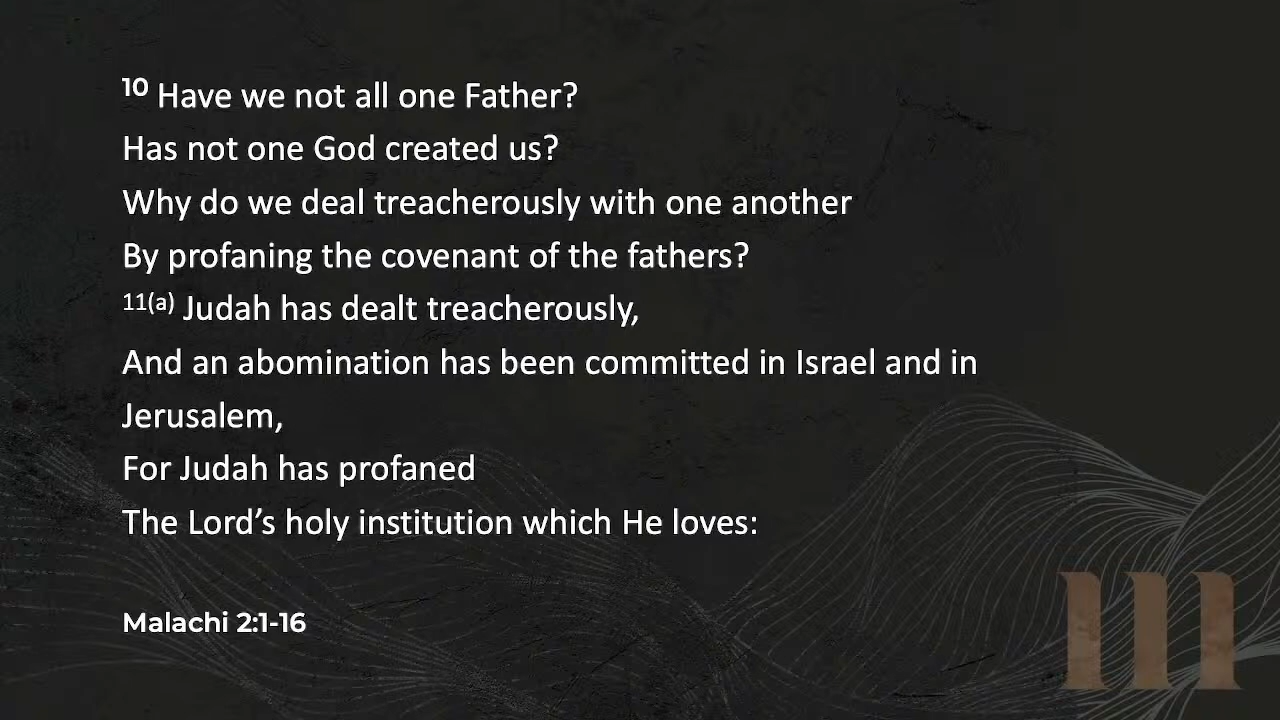 10 Have we not all one Father?
Has not one God created us?
Why do we deal treacherously with one another
By profaning the covenant of the fathers?
11(a) Judah has dealt treacherously,
And an abomination has been committed in Israel and in
Jerusalem,
For Judah has profaned
The Lord’s holy institution which He loves:
Malachi 2:1-16
111